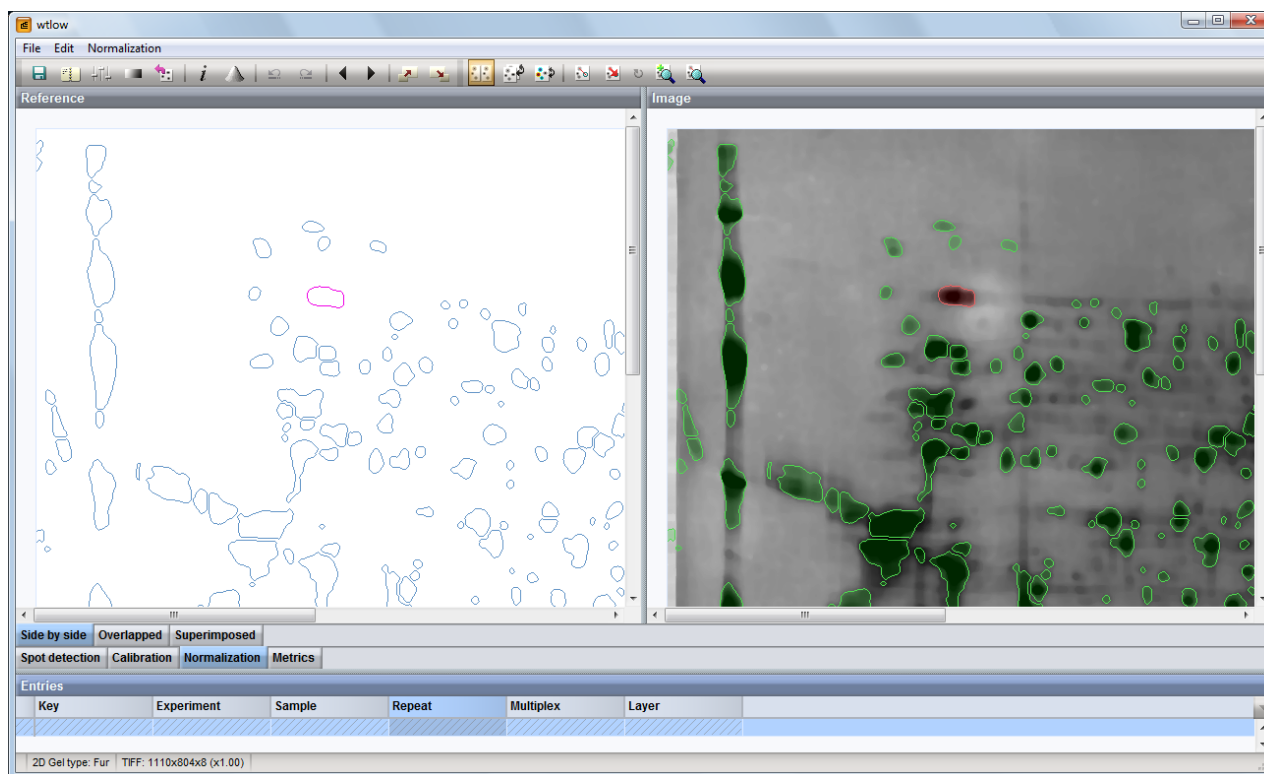 wtlow
File Edit Normalization
Reference
Image
Side by side Overlapped Superimposed
Spot detection Calibration Normalization Metrics
Entries
Key Experiment Sample Repeat Multiplex Layer
2D Gel type: Fur TIFF: 1110x804x8 (x1.00)